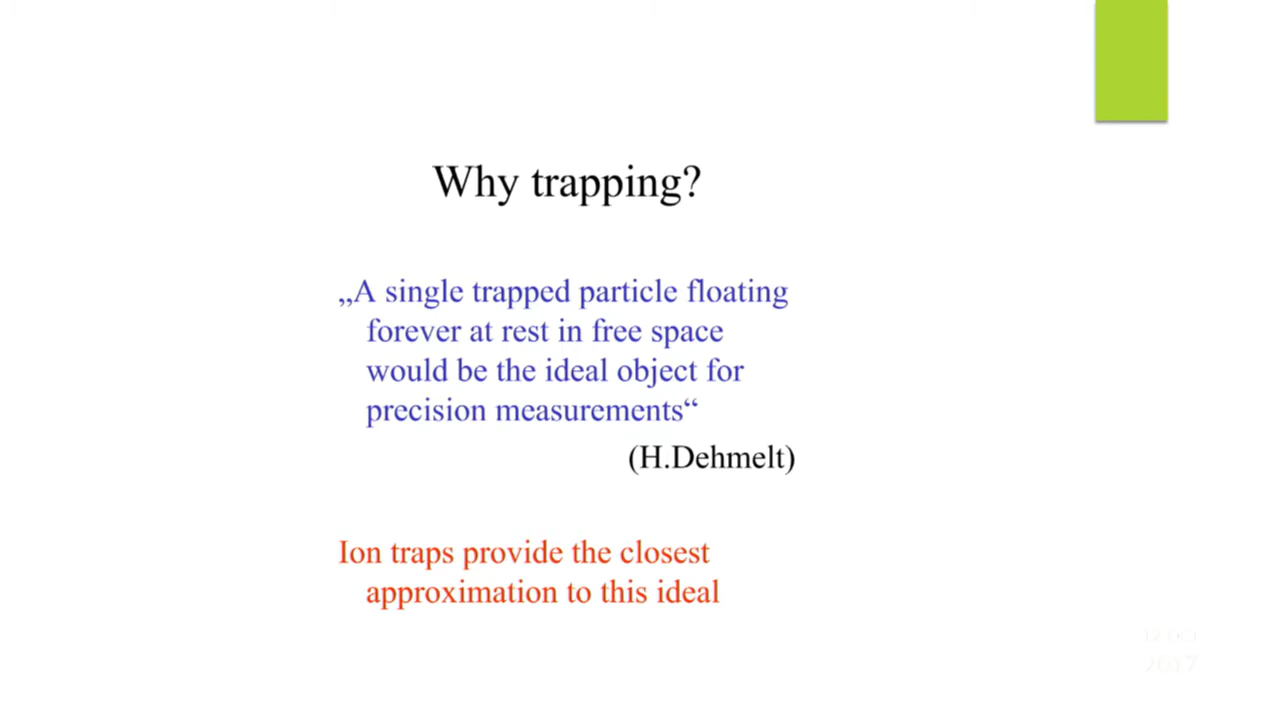 Why trapping?
„A single trapped particle floating
forever at rest in free space
would be the ideal object for
precision measurements“
(H.Dehmelt)
Ion traps provide the closest
approximation to this ideal
2017